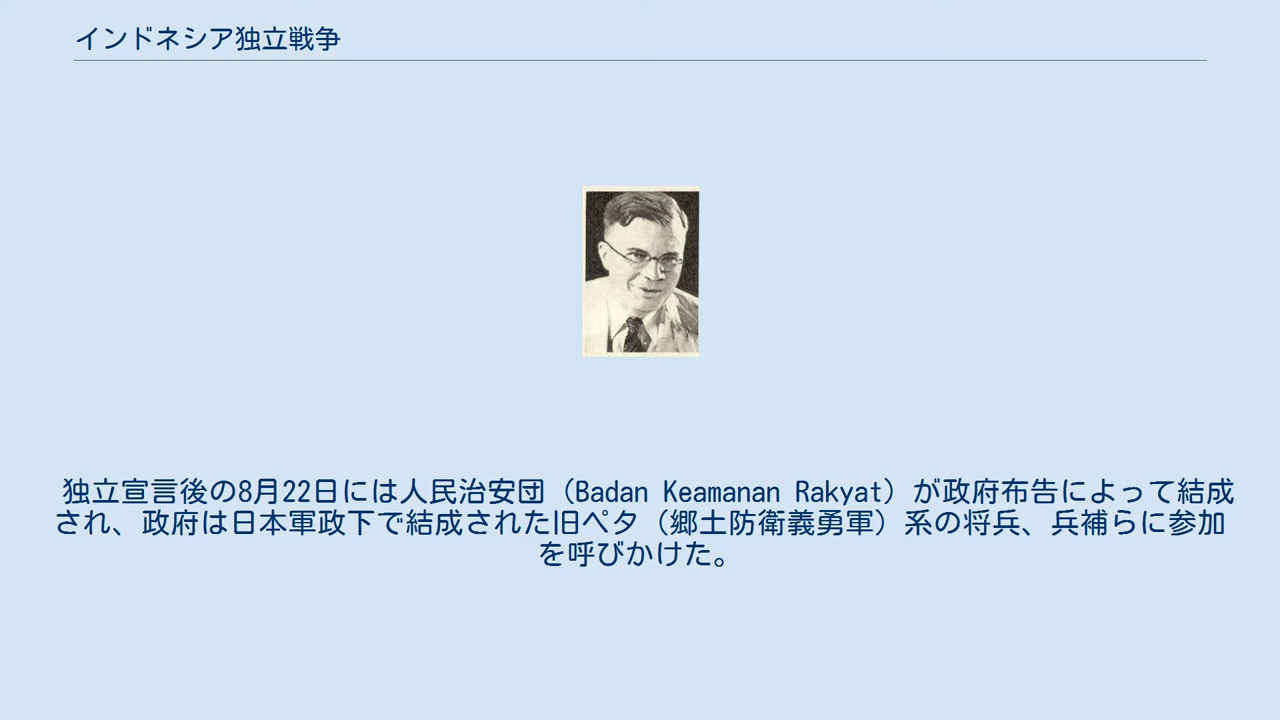 インドネシア独立戦争
独立宣言後の8月22日には人民治安団（Badan Keamanan Rakyat）が政府布告によって結成
され、政府は日本軍政下で結成された旧ペタ（郷土防衛義勇軍）系の将兵、兵補らに参加
を呼びかけた。